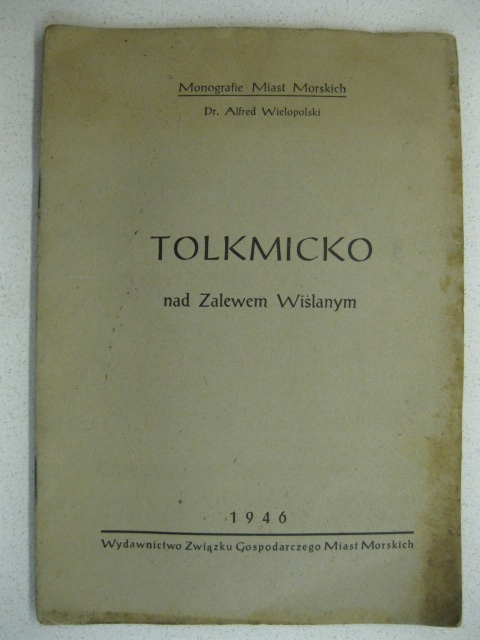 Monografie Miast Morskich
Dr. Alfred Wielopolski
TOLKMICKO
nad Zalewem Wiślanym
1946
Wydawnictwo Związku Gospodarczego Miast Morskich